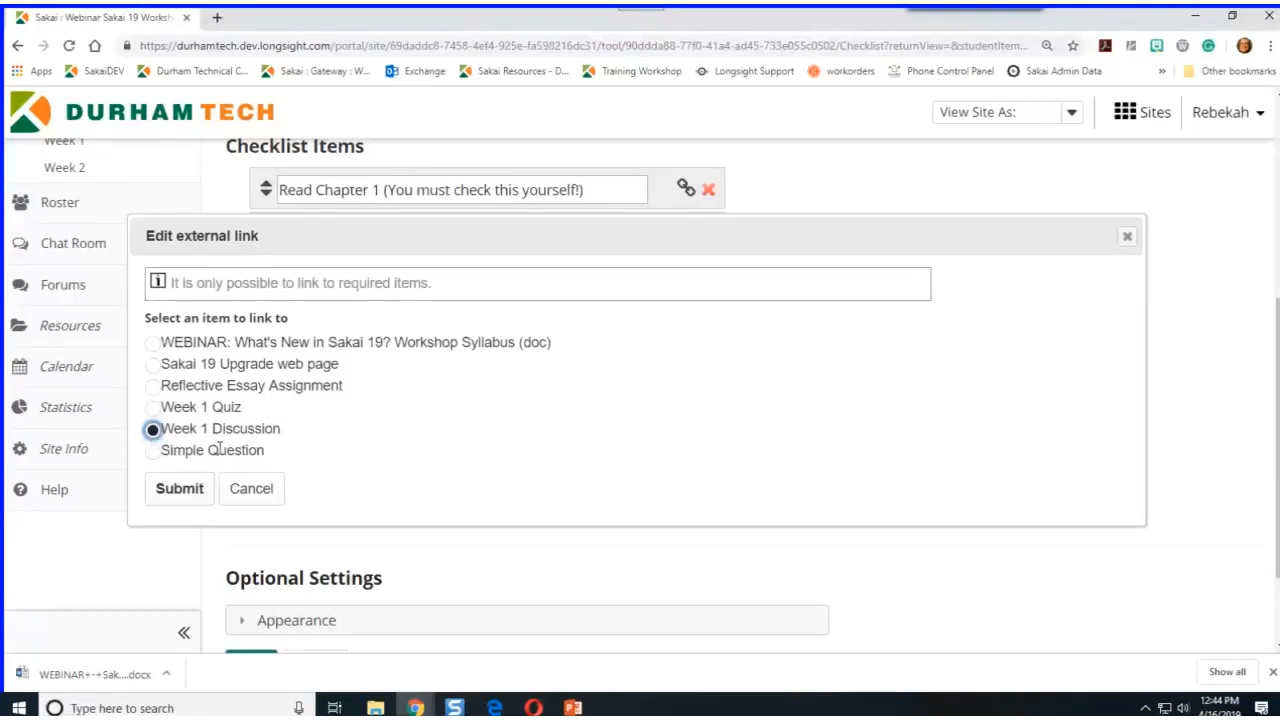 Sakai : Webinar Sakai 19 Worksh
https://durhamtech.dev.longsight.com/portal/site/69daddc8-7458-4ef4-925e-fa598216dc31/tool/90ddda88-77f0-41a4-ad45-733e055c0502/Checklist?returnView=&studentItem...
Apps SakaiDEV Durham Technical C... Sakai : Gateway : W... Exchange Sakai Resources - D... Training Workshop Longsight Support workorders Phone Control Panel Sakai Admin Data » Other bookmarks
DURHAM TECH
View Site As:
Sites
Rebekah
Week 1
Week 2
Roster
Chat Room
Forums
Resources
Calendar
Statistics
Site Info
Help
Checklist Items
Read Chapter 1 (You must check this yourself!)
Edit external link
It is only possible to link to required items.
Select an item to link to
WEBINAR: What's New in Sakai 19? Workshop Syllabus (doc)
Sakai 19 Upgrade web page
Reflective Essay Assignment
Week 1 Quiz
Week 1 Discussion
Simple Question
Submit Cancel
Optional Settings
Appearance
WEBINAR+-+Sak....docx
Show all
Type here to search
12:44 PM
4/16/2019